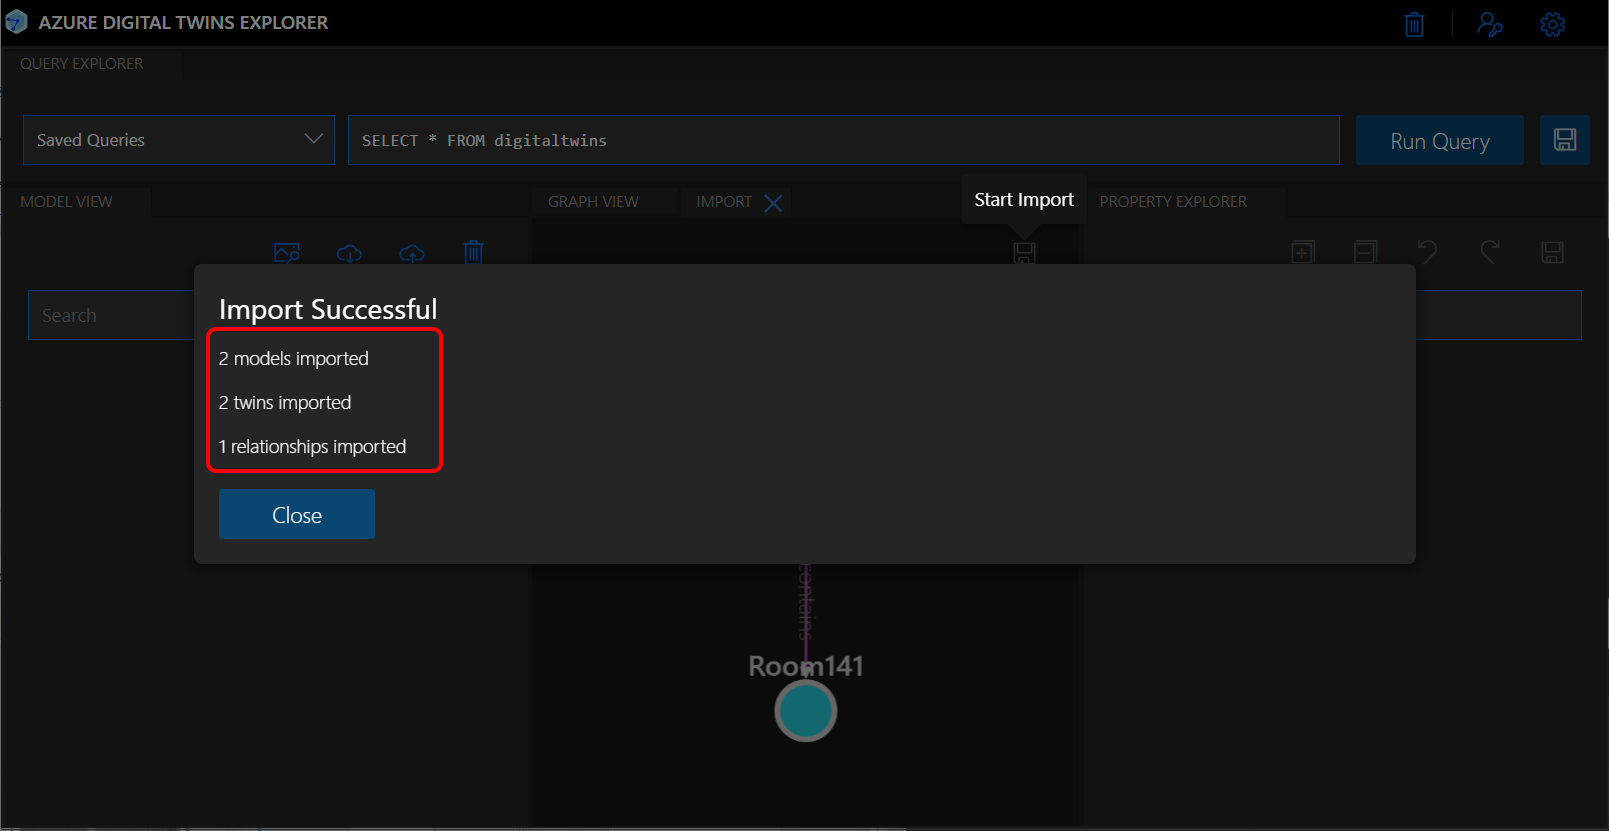 AZURE DIGITAL TWINS EXPLORER
QUERY EXPLORER
Saved Queries
SELECT * FROM digitaltwins
Run Query
MODEL VIEW
GRAPH VIEW
IMPORT
Start Import
PROPERTY EXPLORER
Search
Import Successful
2 models imported
2 twins imported
1 relationships imported
Close
contains
Room141